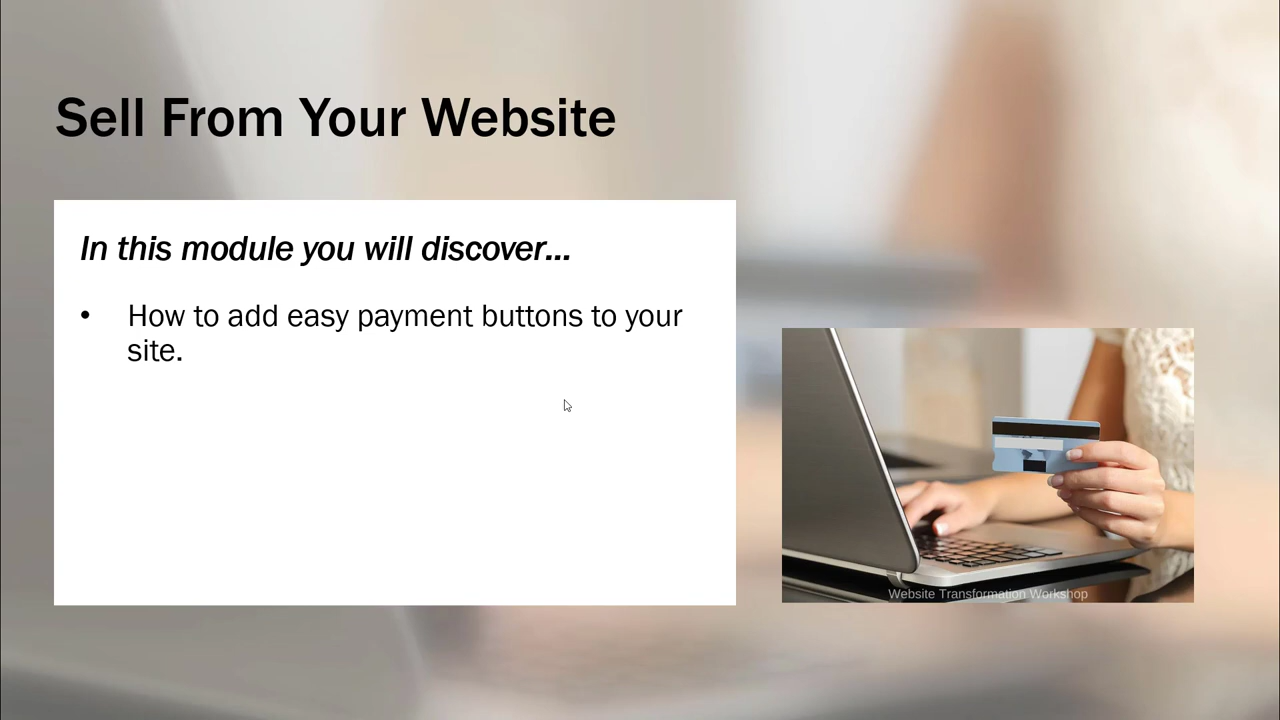 Sell From Your Website
In this module you will discover...
• How to add easy payment buttons to your
site.
Website Transformation Workshop